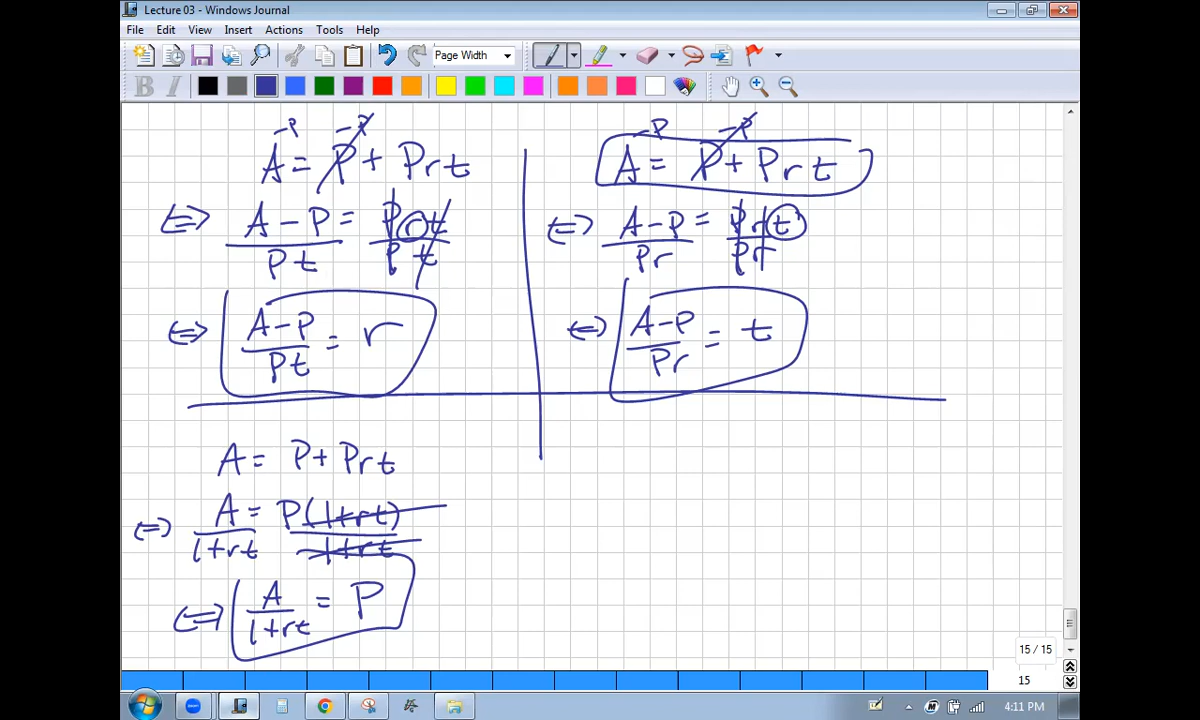 Lecture 03 - Windows Journal
File Edit View Insert Actions Tools Help
Page Width
B I
-P -P
A = P + Prt
⇔ A-P = Prt
Pt Pt
⇔ A-P = r
Pt
-P -P
A = P + Prt
⇔ A-P = Prt
Pr Pr
⇔ A-P = t
Pr
A = P + Prt
⇔ A = P(1+rt)
1+rt 1+rt
⇔ A = P
1+rt
15 / 15
15
4:11 PM